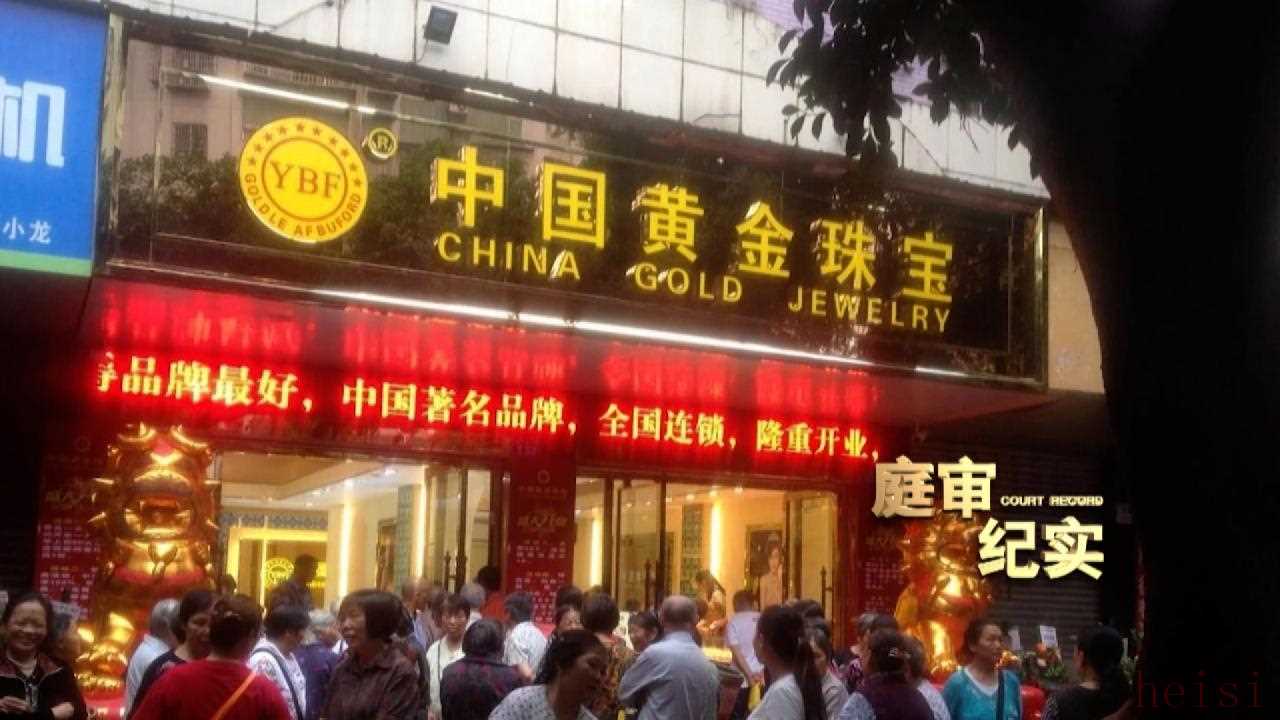 机
小龙
YBF
GOLDLE AFBUFORD
®
中国黄金珠宝
CHINA GOLD JEWELRY
品牌最好，中国著名品牌，全国连锁，隆重开业，
庭审
COURT RECORD
纪实
heisi